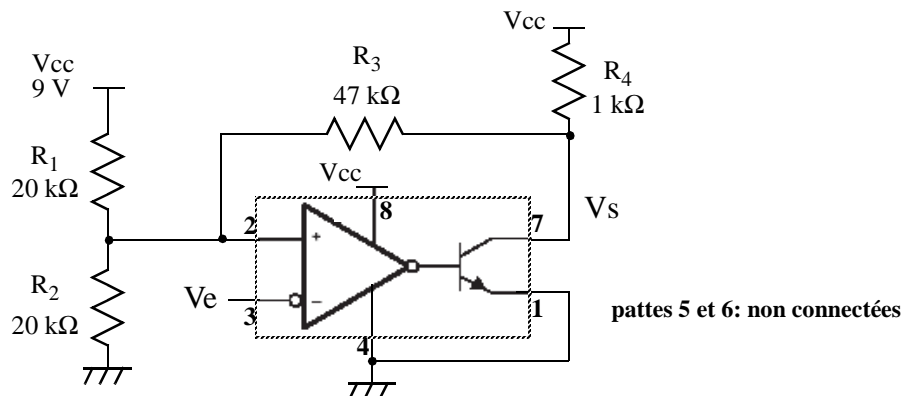 Vcc
R3
47 kΩ
R4
1 kΩ
Vcc
9 V
R1
20 kΩ
Vcc
8
2
+
7
Vs
R2
20 kΩ
Ve
3
−
1
4
pattes 5 et 6: non connectées